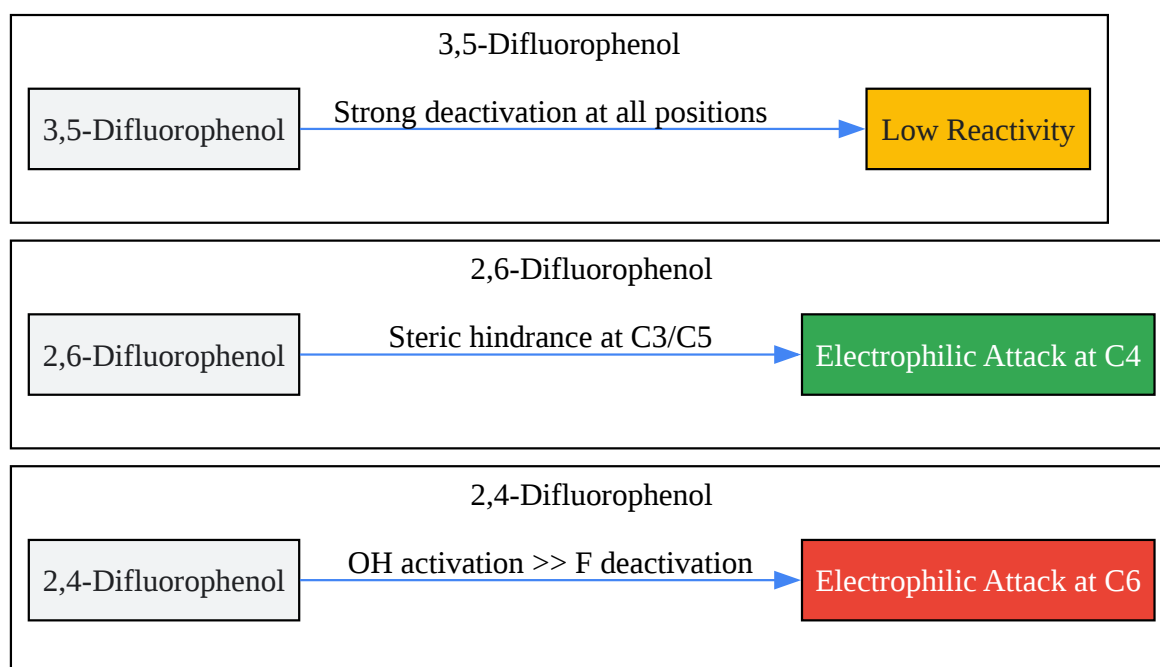 3,5-Difluorophenol
3,5-Difluorophenol
Strong deactivation at all positions
Low Reactivity
2,6-Difluorophenol
2,6-Difluorophenol
Steric hindrance at C3/C5
Electrophilic Attack at C4
2,4-Difluorophenol
2,4-Difluorophenol
OH activation >> F deactivation
Electrophilic Attack at C6